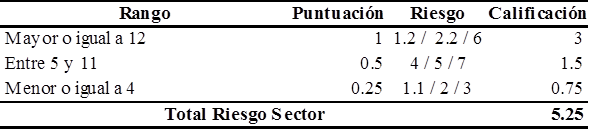 Rango Puntuación Riesgo Calificación
Mayor o igual a 12 1 1.2 / 2.2 / 6 3
Entre 5 y 11 0.5 4 / 5 / 7 1.5
Menor o igual a 4 0.25 1.1 / 2 / 3 0.75
Total Riesgo Sector 5.25